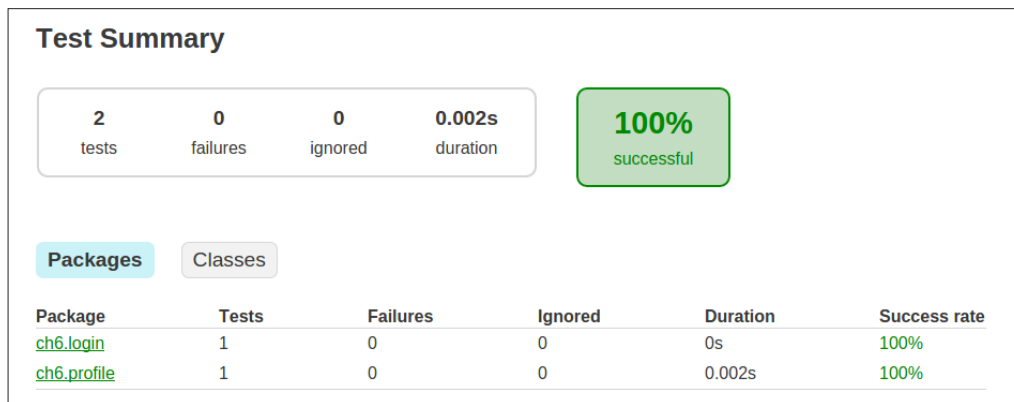 Test Summary
2 0 0 0.002s
tests failures ignored duration
100%
successful
Packages Classes
Package Tests Failures Ignored Duration Success rate
ch6.login 1 0 0 0s 100%
ch6.profile 1 0 0 0.002s 100%